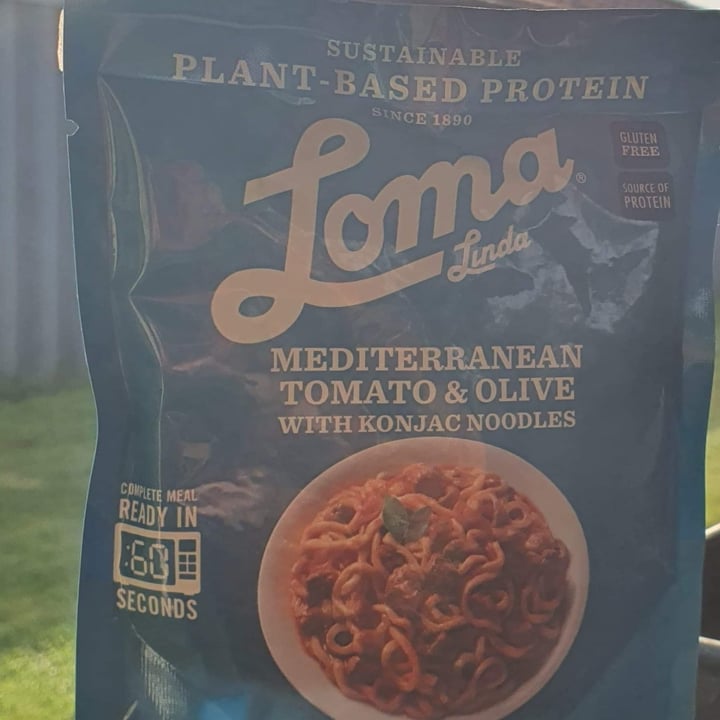 SUSTAINABLE
PLANT-BASED PROTEIN
SINCE 1890
Loma®
Linda
GLUTEN
FREE
SOURCE OF
PROTEIN
MEDITERRANEAN
TOMATO & OLIVE
WITH KONJAC NOODLES
COMPLETE MEAL
READY IN
:60
SECONDS